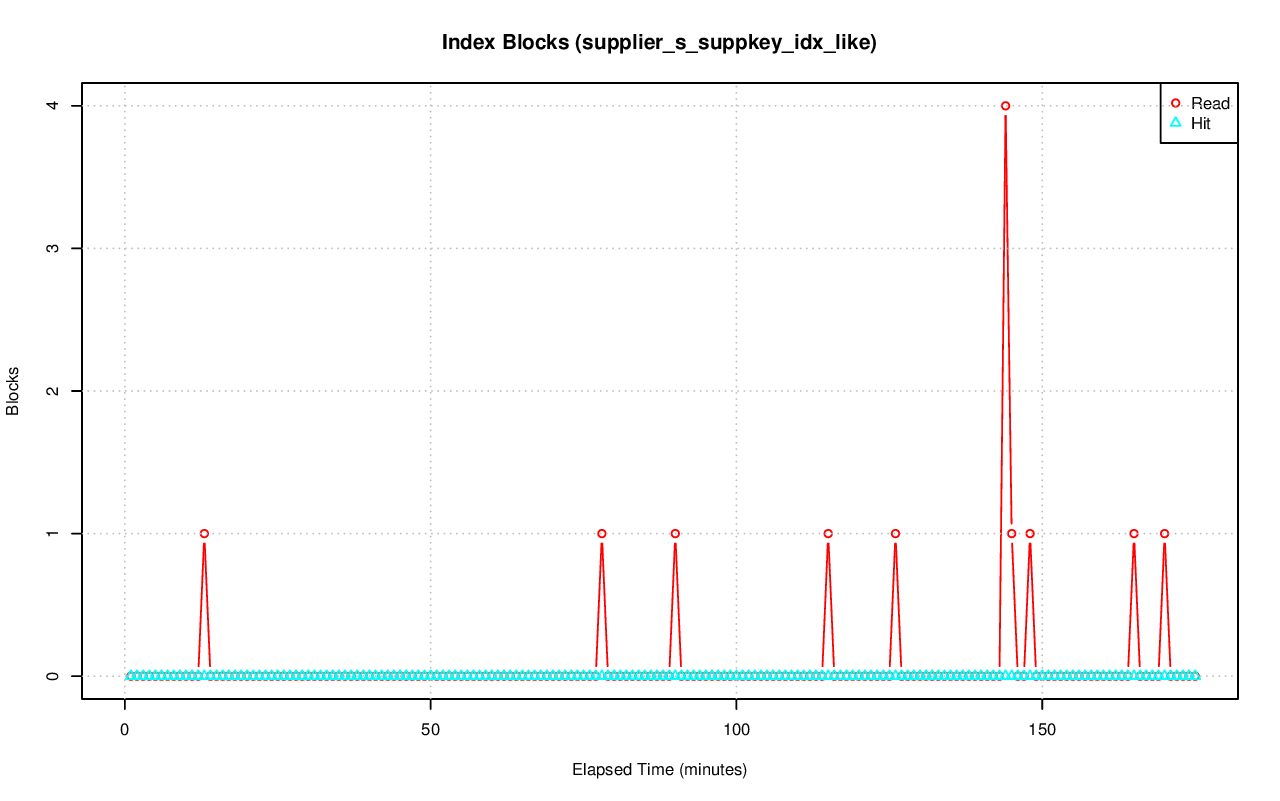 Index Blocks (supplier_s_suppkey_idx_like)
Read
Hit
4
3
2
1
0
Blocks
0 50 100 150
Elapsed Time (minutes)